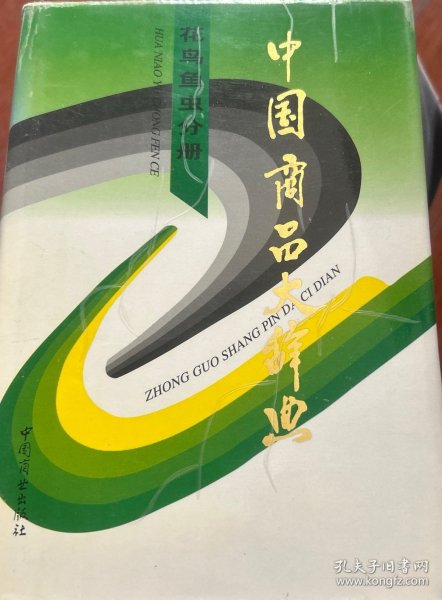 中国商品大辞典
ZHONG GUO SHANG PIN DA CI DIAN
花鸟鱼虫分册
HUA NIAO YU CHONG FEN CE
中国商业出版社
孔夫子旧书网
www.kongfz.com